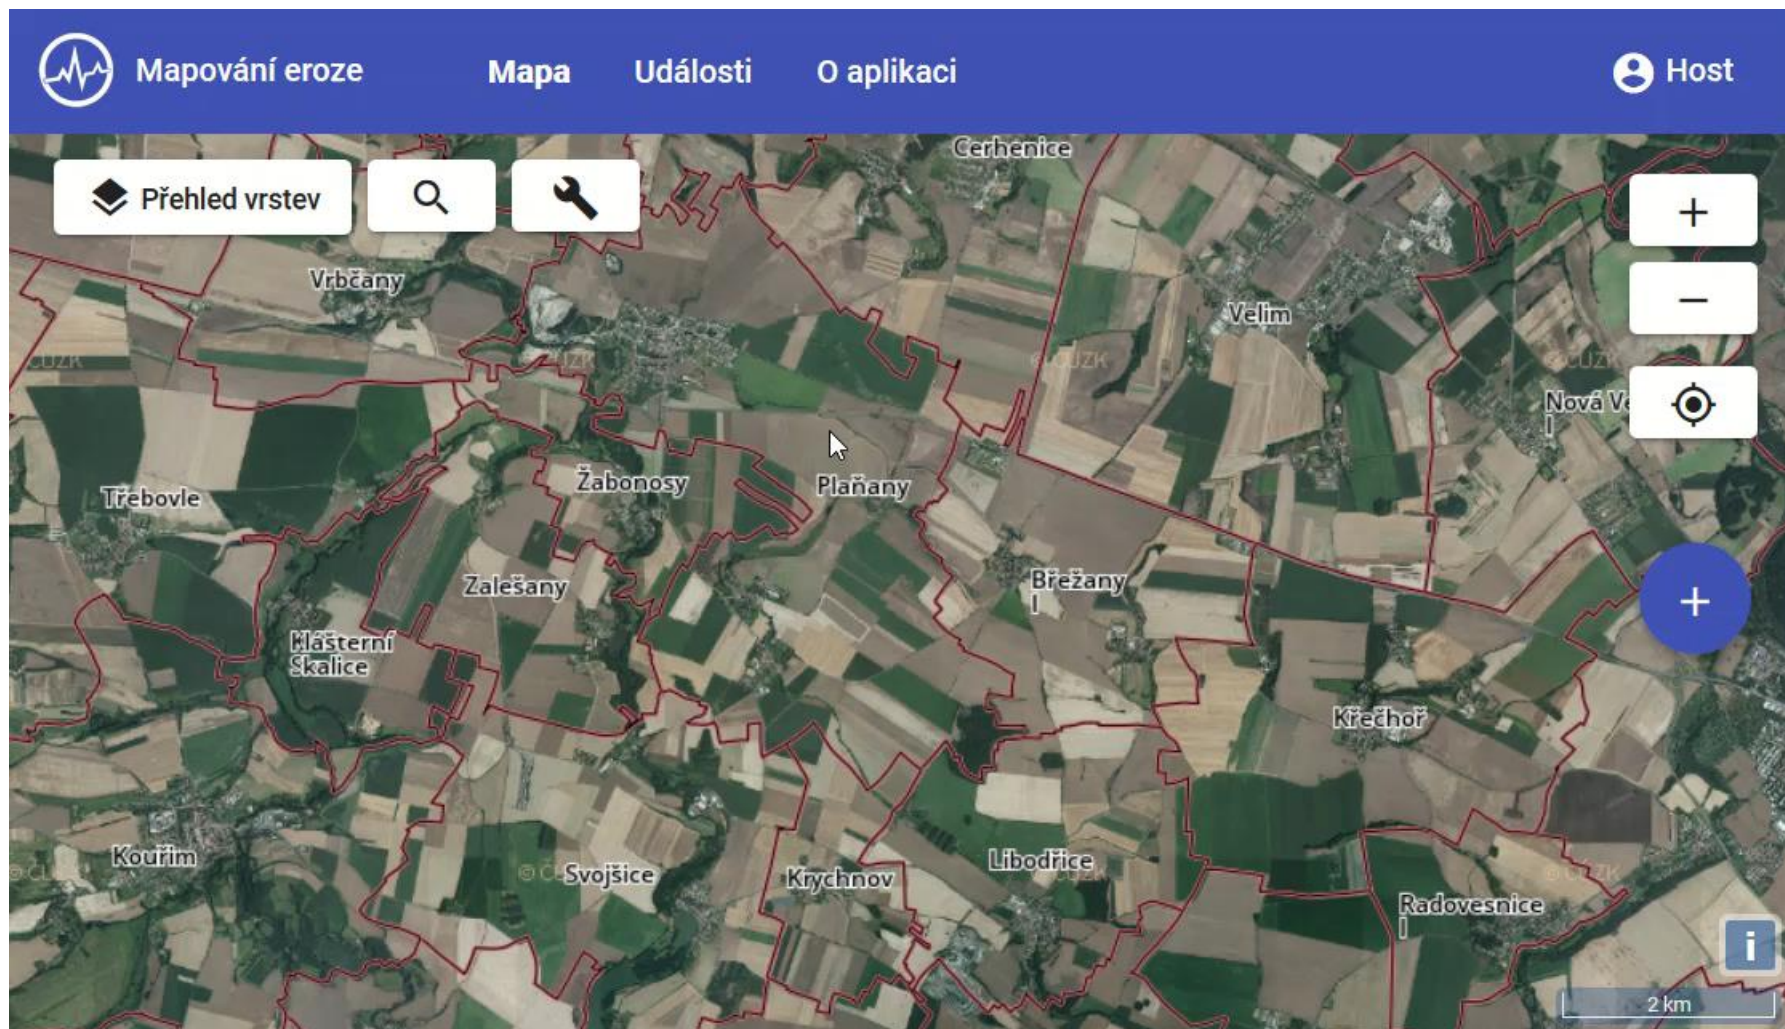 Mapování eroze
Mapa
Události
O aplikaci
Host
Přehled vrstev
Cerhenice
Vrbčany
Velim
© ČÚZK
Nová Ve
I
Třebovle
Žabonosy
Plaňany
Zalešany
Břežany
I
Klášterní
Skalice
Křečhoř
Kouřim
Svojšice
Krychnov
Libodřice
Radovesnice
I
i
2 km